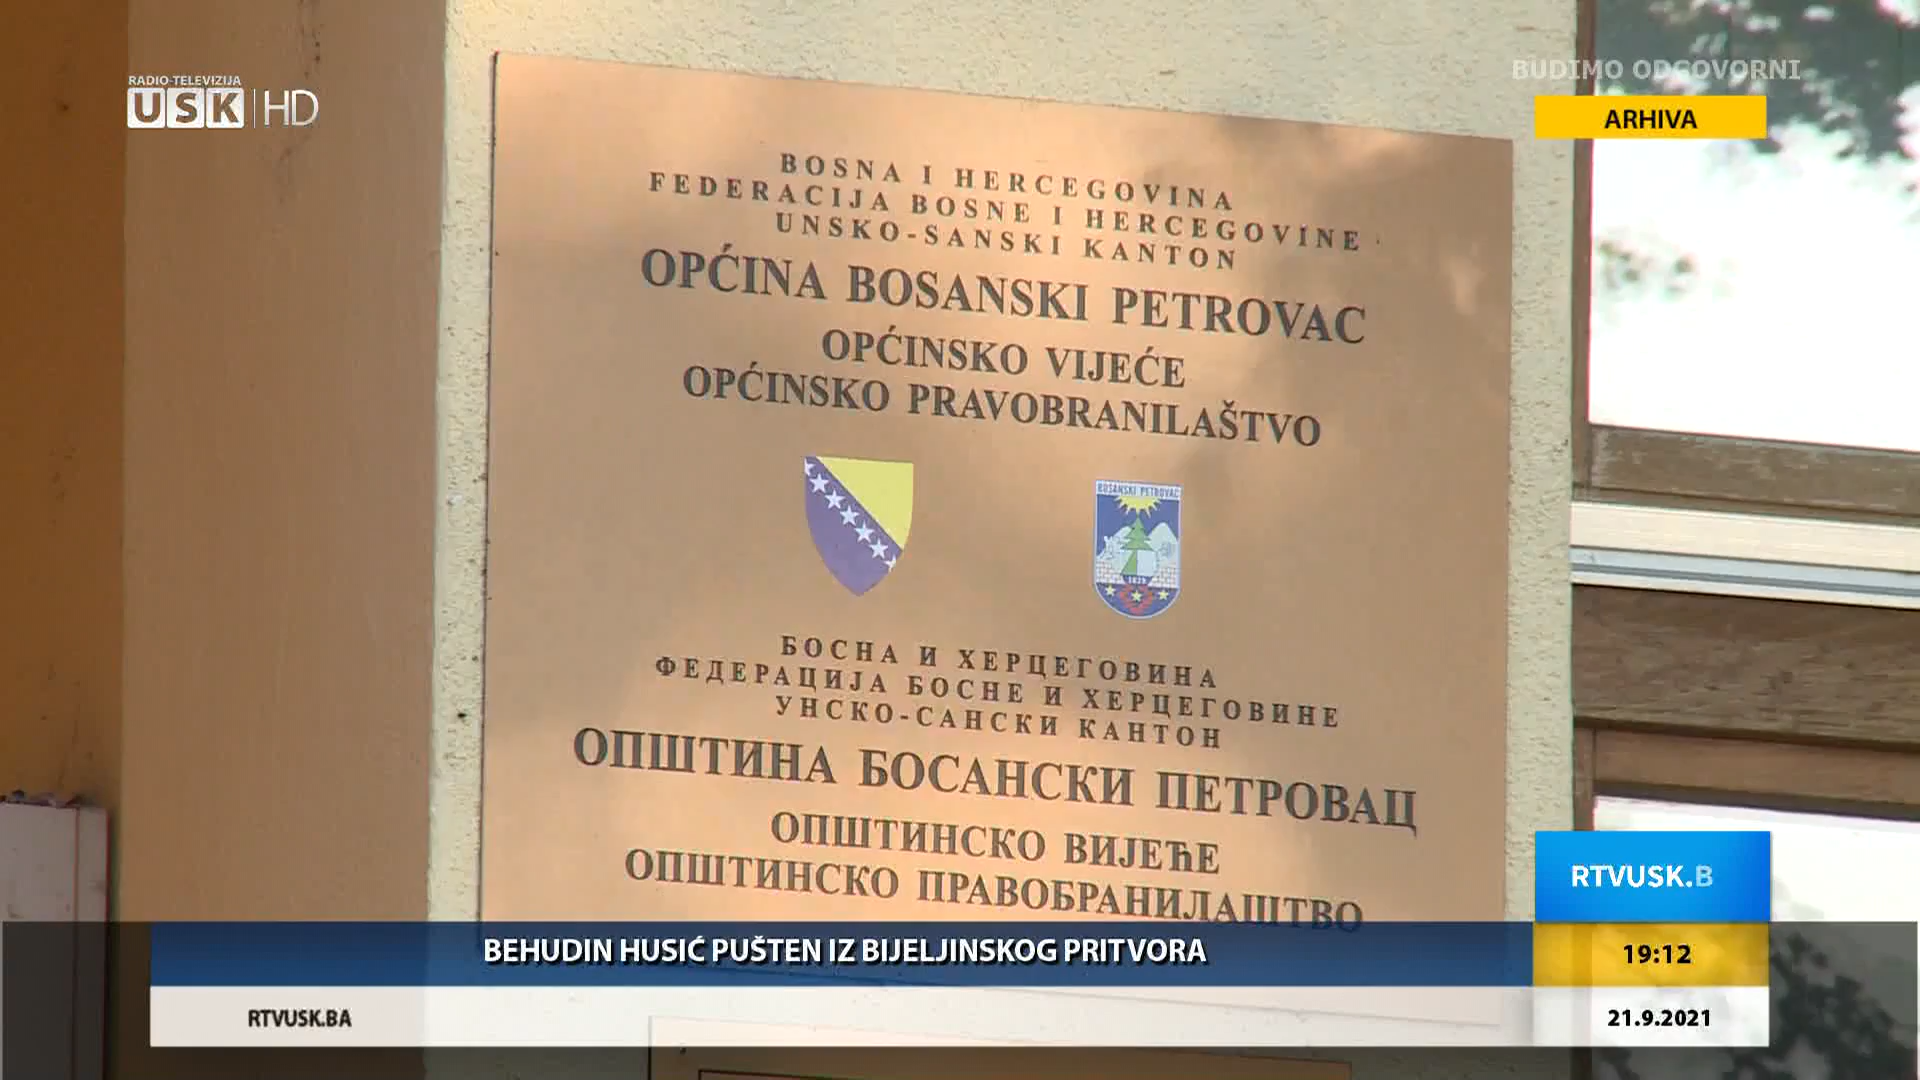 RADIO-TELEVIZIJA
USK HD
BUDIMO ODGOVORNI
ARHIVA
BOSNA I HERCEGOVINA
FEDERACIJA BOSNE I HERCEGOVINE
UNSKO-SANSKI KANTON
OPĆINA BOSANSKI PETROVAC
OPĆINSKO VIJEĆE
OPĆINSKO PRAVOBRANILAŠTVO
BOSANSKI PETROVAC
БОСНА И ХЕРЦЕГОВИНА
ФЕДЕРАЦИЈА БОСНЕ И ХЕРЦЕГОВИНЕ
УНСКО-САНСКИ КАНТОН
ОПШТИНА БОСАНСКИ ПЕТРОВАЦ
ОПШТИНСКО ВИЈЕЋЕ
ОПШТИНСКО ПРАВОБРАНИЛАШТВО
RTVUSK.B
BEHUDIN HUSIĆ PUŠTEN IZ BIJELJINSKOG PRITVORA
19:12
RTVUSK.BA
21.9.2021